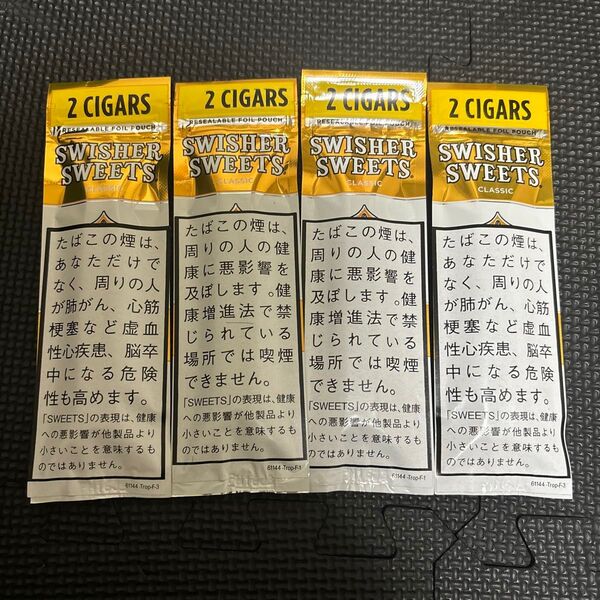 2 CIGARS
RESEALABLE FOIL POUCH
SWISHER
SWEETS
CLASSIC
たばこの煙は、
あなただけで
なく、周りの人
が肺がん、心筋
梗塞など虚血
性心疾患、脳卒
中になる危険
性も高めます。
「SWEETS」の表現は、健康
への悪影響が他製品より
小さいことを意味するも
のではありません。
61144 -Trop-F-3
2 CIGARS
RESEALABLE FOIL POUCH
SWISHER
SWEETS
CLASSIC
たばこの煙は、
周りの人の健
康に悪影響を
及ぼします。健
康増進法で禁
じられている
場所では喫煙
できません。
「SWEETS」の表現は、健康
への悪影響が他製品より
小さいことを意味するも
のではありません。
61144 -Trop-F-1
2 CIGARS
RESEALABLE FOIL POUCH
SWISHER
SWEETS
CLASSIC
たばこの煙は、
周りの人の健
康に悪影響を
及ぼします。健
康増進法で禁
じられている
場所では喫煙
できません。
「SWEETS」の表現は、健康
への悪影響が他製品より
小さいことを意味するも
のではありません。
61144 -Trop-F-1
2 CIGARS
RESEALABLE FOIL POUCH
SWISHER
SWEETS
CLASSIC
たばこの煙は、
あなただけで
なく、周りの人
が肺がん、心筋
梗塞など虚血
性心疾患、脳卒
中になる危険
性も高めます。
「SWEETS」の表現は、健康
への悪影響が他製品より
小さいことを意味するも
のではありません。
61144 -Trop-F-3